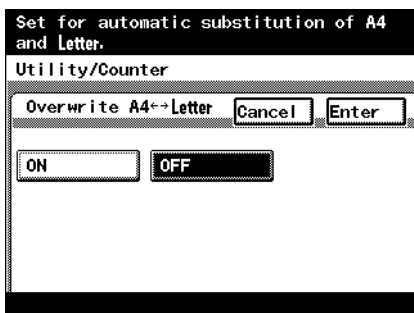 Set for automatic substitution of A4
and Letter.
Utility/Counter
Overwrite A4↔Letter Cancel Enter
ON OFF